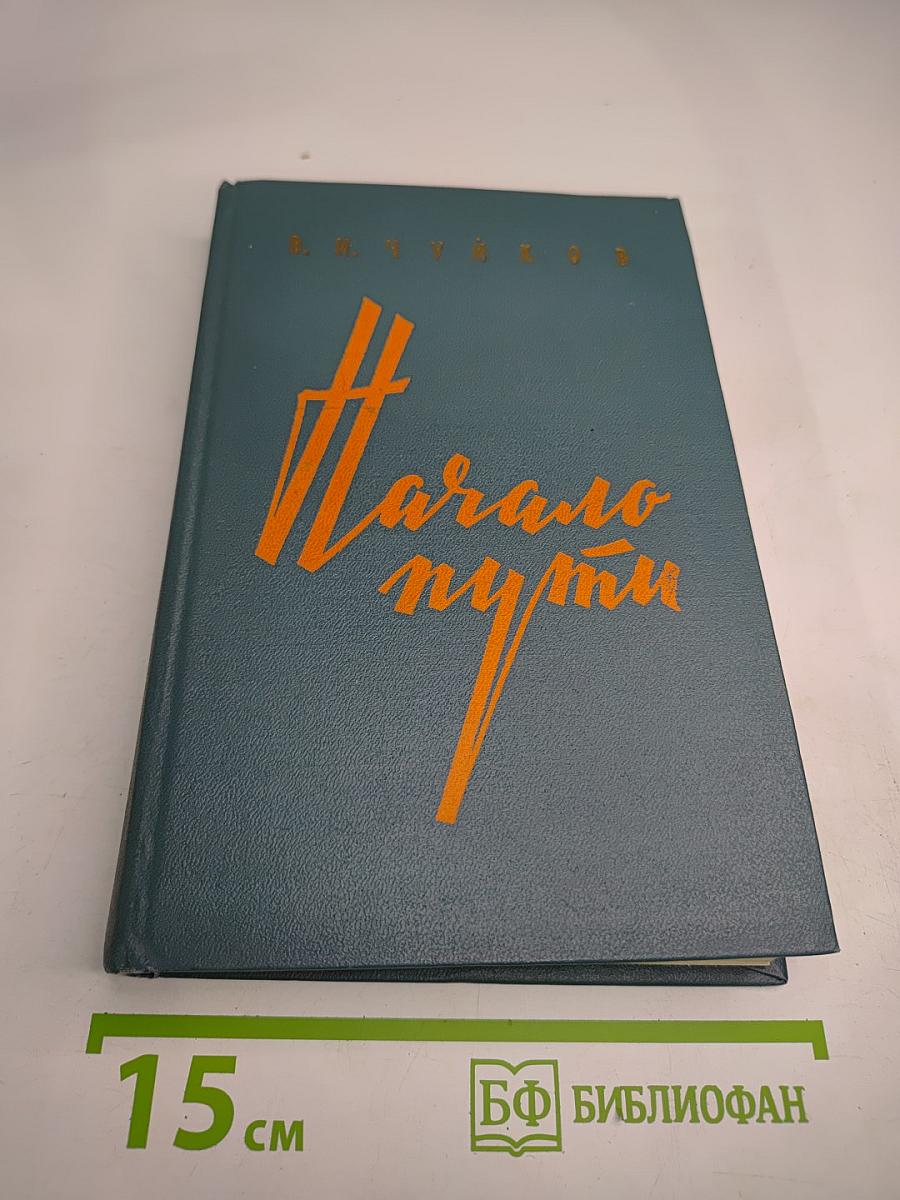 В. И. ЧУЙКОВ
Начало
пути
15 см
БФ БИБЛИОФАН